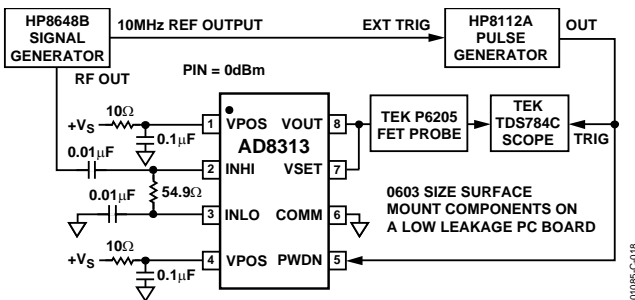 HP8648B
SIGNAL
GENERATOR
10MHz REF OUTPUT
EXT TRIG
HP8112A
PULSE
GENERATOR
OUT
RF OUT
PIN = 0dBm
+VS
10Ω
0.1µF
0.01µF
54.9Ω
0.01µF
+VS
10Ω
0.1µF
1 VPOS VOUT 8
AD8313
2 INHI VSET 7
3 INLO COMM 6
4 VPOS PWDN 5
TEK P6205
FET PROBE
TEK
TDS784C
SCOPE
TRIG
0603 SIZE SURFACE
MOUNT COMPONENTS ON
A LOW LEAKAGE PC BOARD
01085-C-018